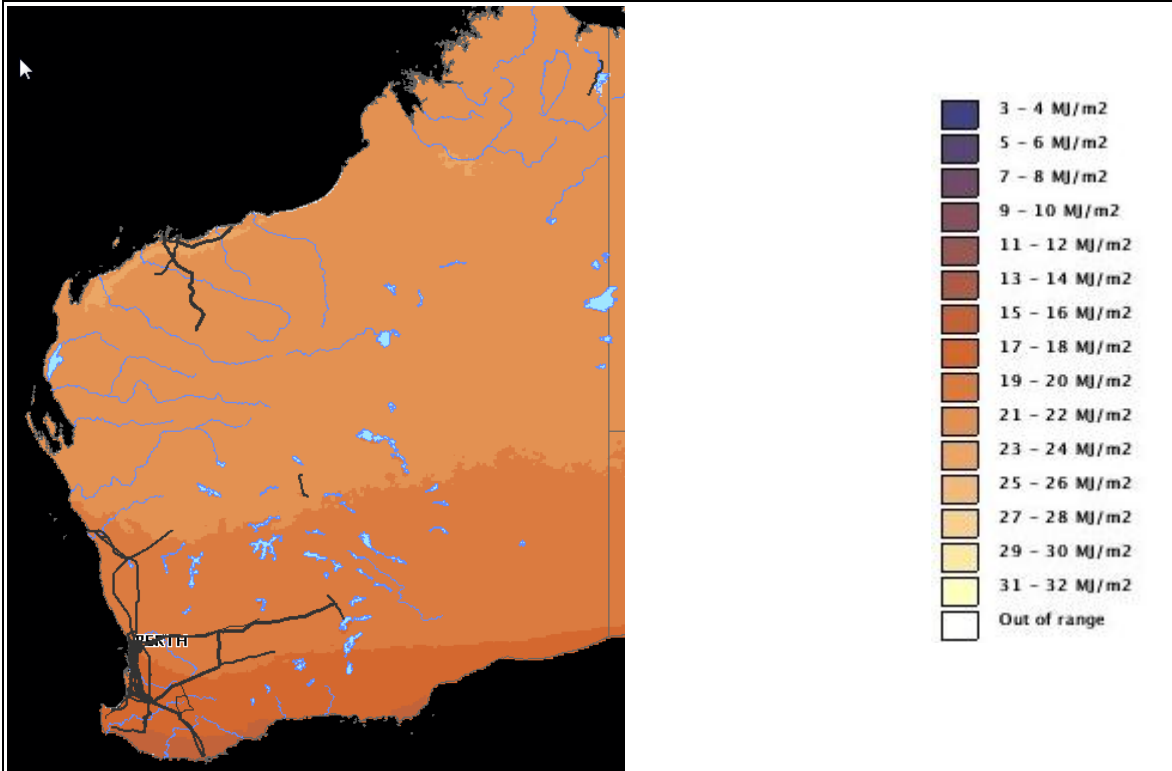 3 - 4 MJ/m2
5 - 6 MJ/m2
7 - 8 MJ/m2
9 - 10 MJ/m2
11 - 12 MJ/m2
13 - 14 MJ/m2
15 - 16 MJ/m2
17 - 18 MJ/m2
19 - 20 MJ/m2
21 - 22 MJ/m2
23 - 24 MJ/m2
25 - 26 MJ/m2
27 - 28 MJ/m2
29 - 30 MJ/m2
31 - 32 MJ/m2
Out of range
PERTH